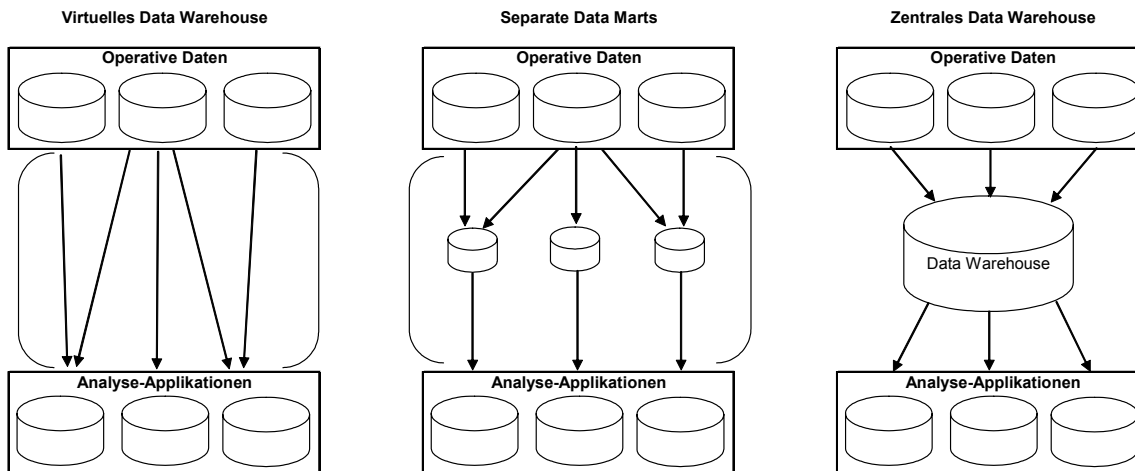 Virtuelles Data Warehouse
Operative Daten
Analyse-Applikationen
Separate Data Marts
Operative Daten
Analyse-Applikationen
Zentrales Data Warehouse
Operative Daten
Data Warehouse
Analyse-Applikationen